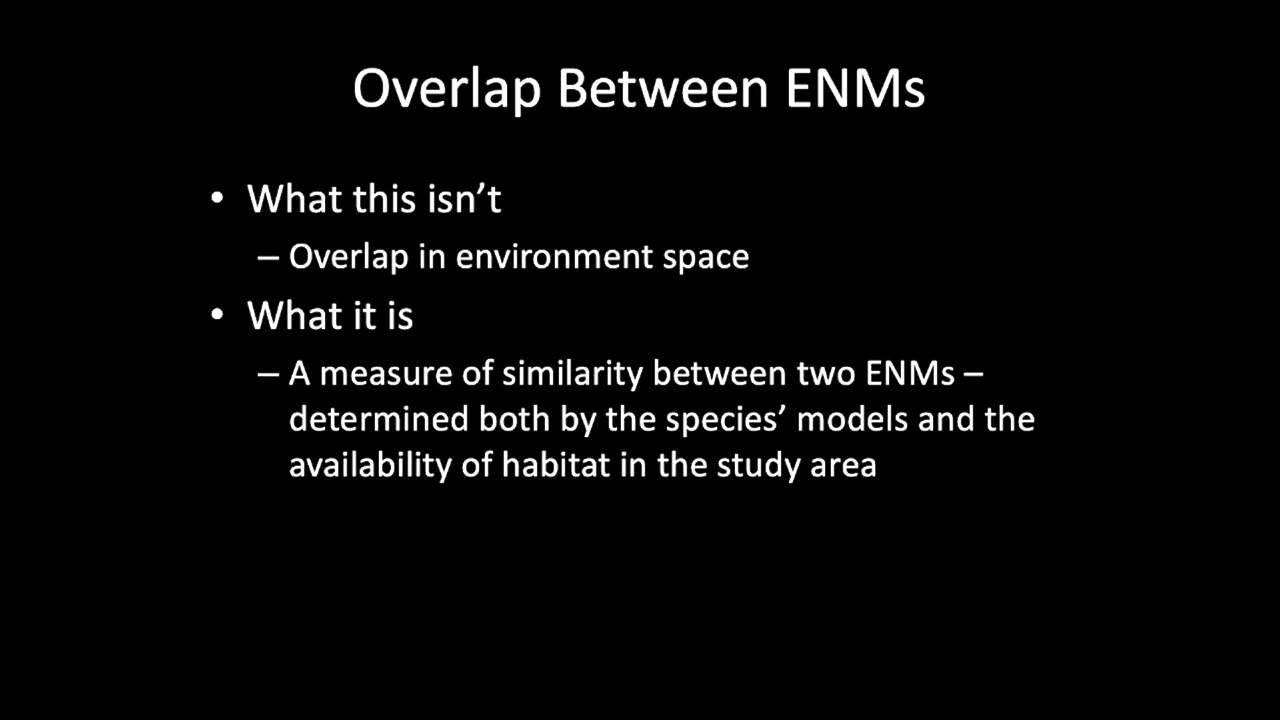 Overlap Between ENMs
• What this isn’t
– Overlap in environment space
• What it is
– A measure of similarity between two ENMs –
determined both by the species’ models and the
availability of habitat in the study area